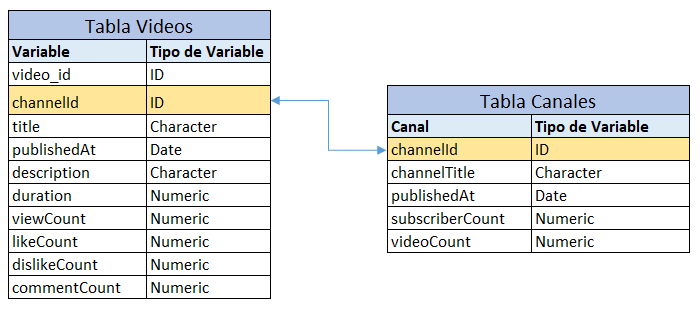 Tabla Videos
Variable Tipo de Variable
video_id ID
channelId ID
title Character
publishedAt Date
description Character
duration Numeric
viewCount Numeric
likeCount Numeric
dislikeCount Numeric
commentCount Numeric
Tabla Canales
Canal Tipo de Variable
channelId ID
channelTitle Character
publishedAt Date
subscriberCount Numeric
videoCount Numeric